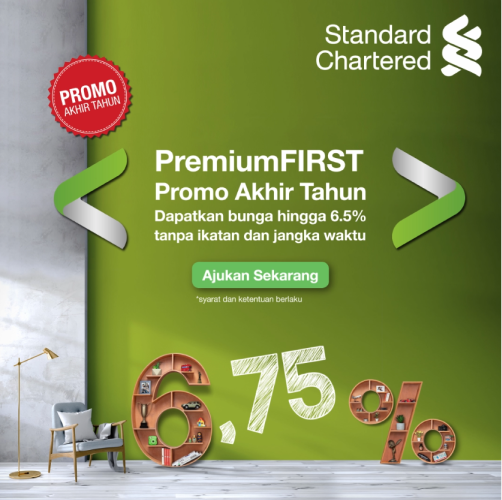 Standard
Chartered
PROMO
AKHIR TAHUN
PremiumFIRST
Promo Akhir Tahun
Dapatkan bunga hingga 6.5%
tanpa ikatan dan jangka waktu
Ajukan Sekarang
*syarat dan ketentuan berlaku
6,75%